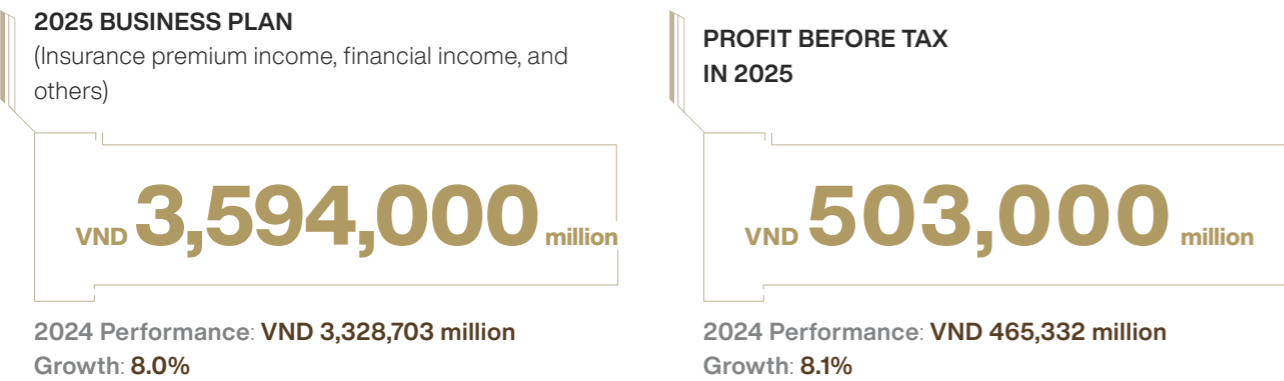 2025 BUSINESS PLAN
(Insurance premium income, financial income, and
others)
VND 3,594,000 million
2024 Performance: VND 3,328,703 million
Growth: 8.0%
PROFIT BEFORE TAX
IN 2025
VND 503,000 million
2024 Performance: VND 465,332 million
Growth: 8.1%